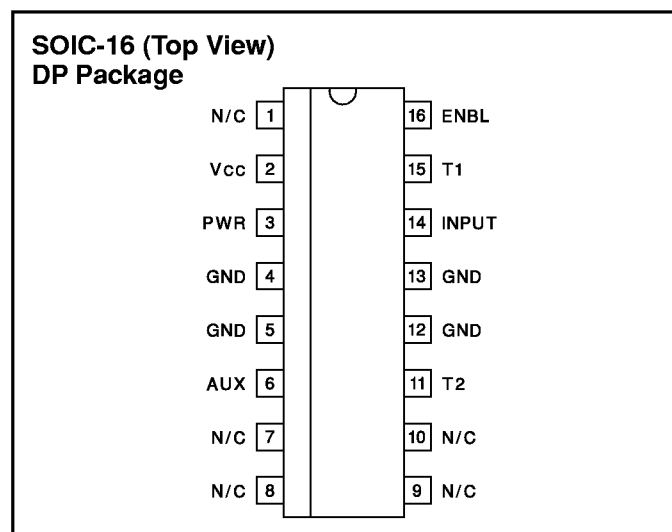 SOIC-16 (Top View)
DP Package
N/C 1 16 ENBL
Vcc 2 15 T1
PWR 3 14 INPUT
GND 4 13 GND
GND 5 12 GND
AUX 6 11 T2
N/C 7 10 N/C
N/C 8 9 N/C